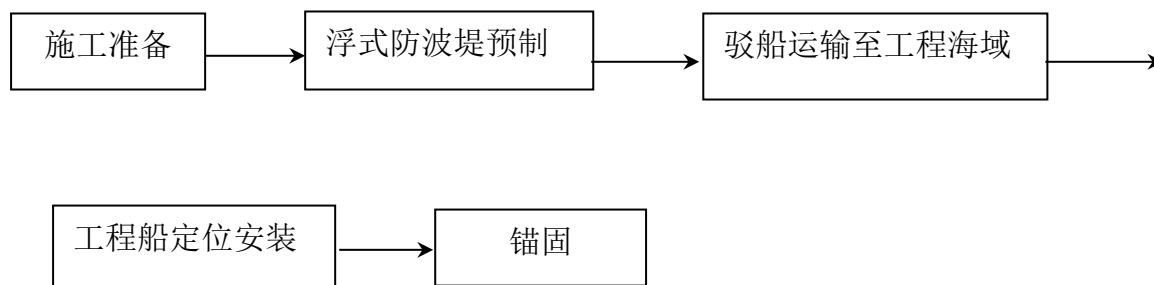 施工准备
浮式防波堤预制
驳船运输至工程海域
工程船定位安装
锚固